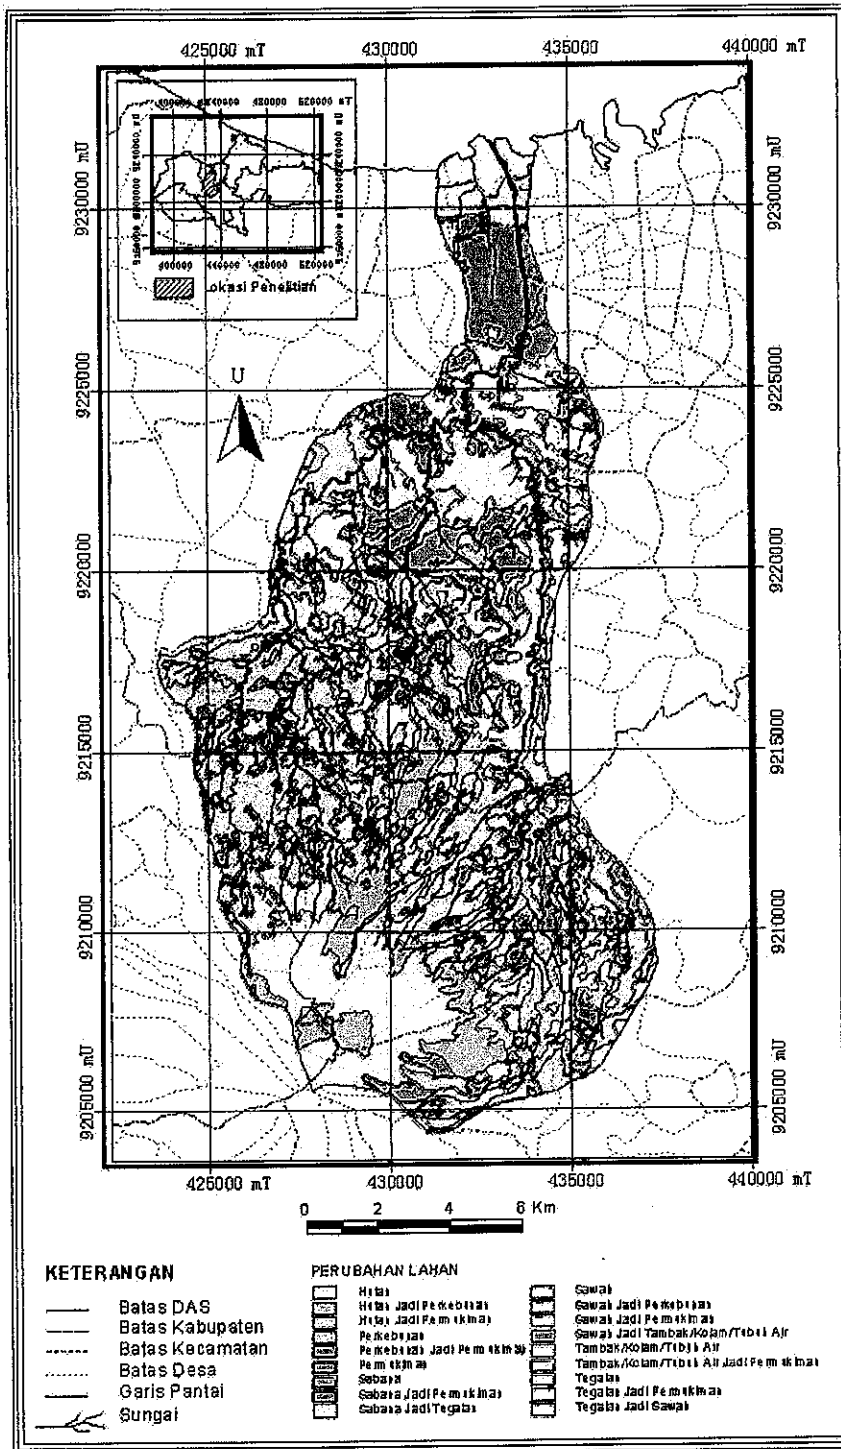 425000 mT 430000 mT 435000 mT 440000 mT
Lokasi Penelitian
U
9230000 mU
9225000
9220000
9215000
9210000
9205000 mU
9230000 mU
9225000
9220000
9215000
9210000
9205000 mU
425000 mT 430000 mT 435000 mT 440000 mT
0 2 4 6 Km
KETERANGAN
Batas DAS
Batas Kabupaten
Batas Kecamatan
Batas Desa
Garis Pantai
Sungai
PERUBAHAN LAHAN
Hutan
Hutan Jadi Perkebunan
Hutan Jadi Permukiman
Perkebunan
Perkebunan Jadi Permukiman
Permukiman
Sabana
Sabana Jadi Permukiman
Sabana Jadi Tegalan
Sawah
Sawah Jadi Perkebunan
Sawah Jadi Permukiman
Sawah Jadi Tambak/Kolam/Tubuh Air
Tambak/Kolam/Tubuh Air
Tambak/Kolam/Tubuh Air Jadi Permukiman
Tegalan
Tegalan Jadi Permukiman
Tegalan Jadi Sawah